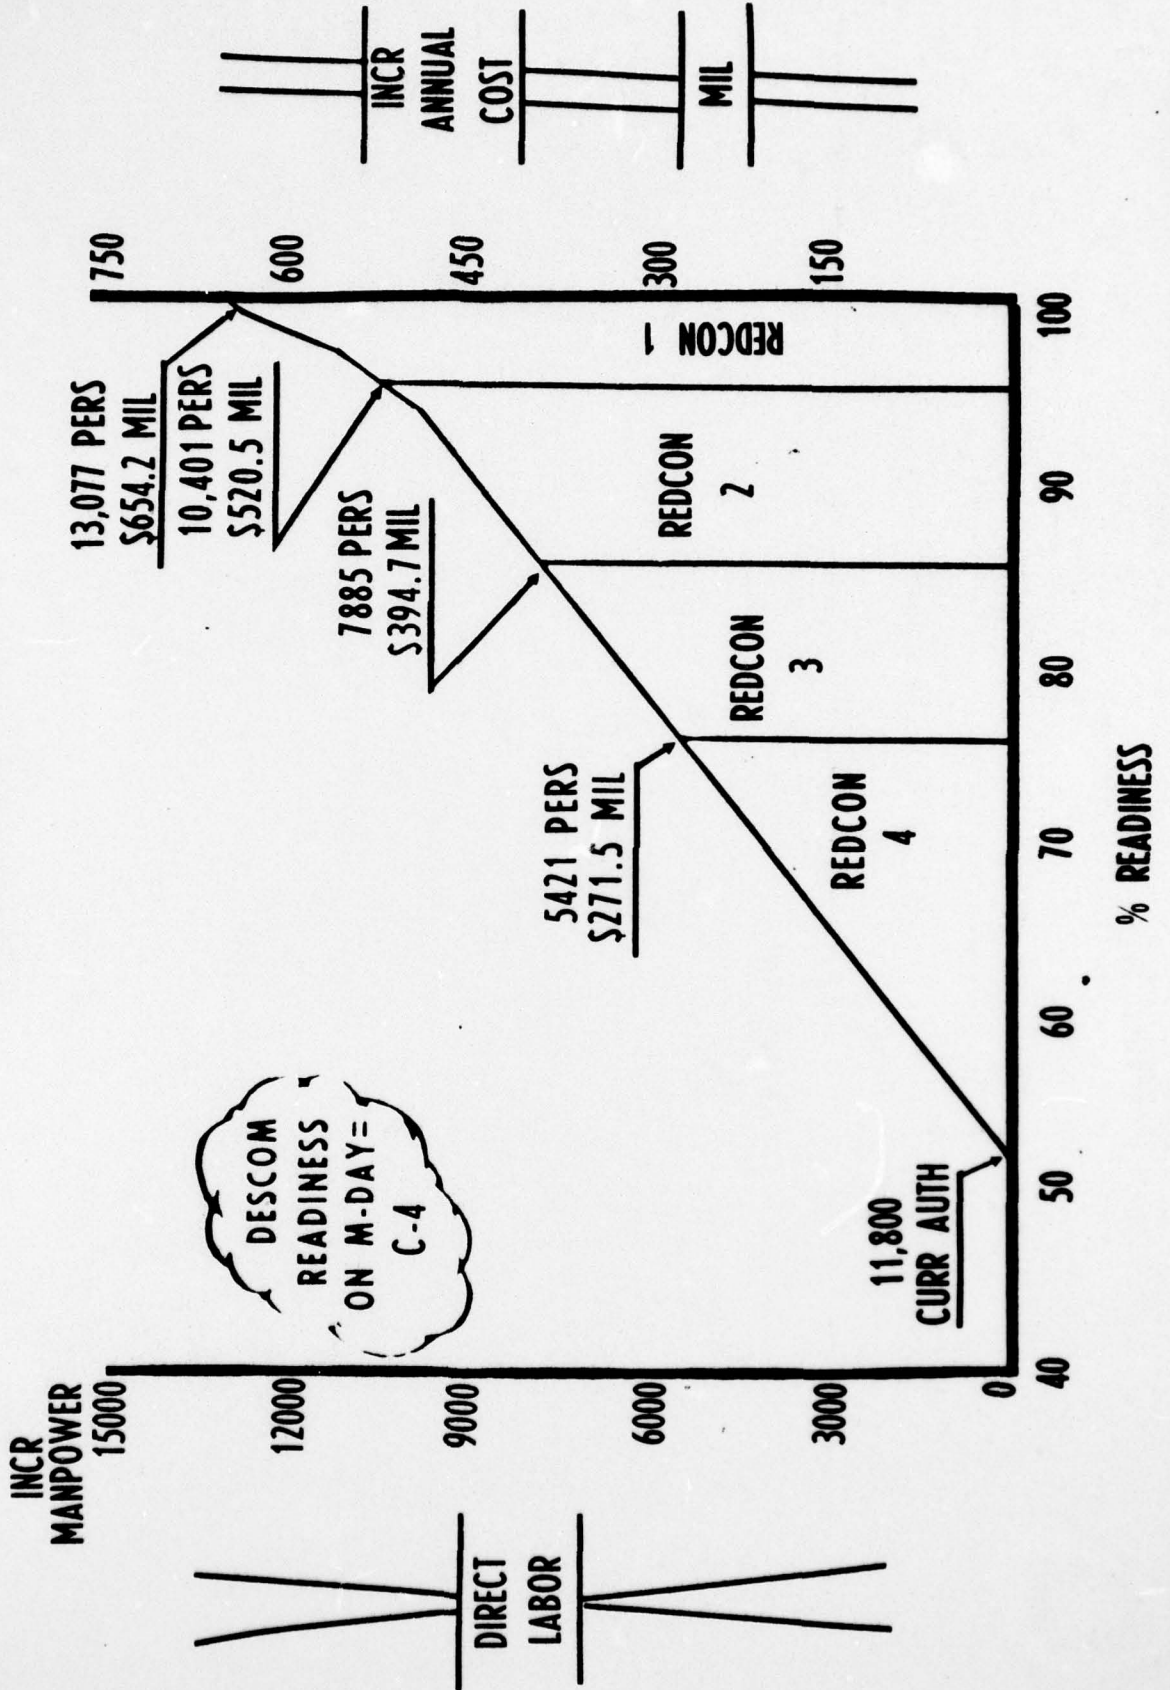 INCR
MANPOWER
15000
12000
9000
6000
3000
0
DIRECT
LABOR
DESCOM
READINESS
ON M-DAY=
C-4
13,077 PERS
$654.2 MIL
10,401 PERS
$520.5 MIL
7885 PERS
$394.7 MIL
5421 PERS
$271.5 MIL
11,800
CURR AUTH
REDCON
4
REDCON
3
REDCON
2
REDCON 1
40
50
60
70
80
90
100
% READINESS
750
600
450
300
150
INCR
ANNUAL
COST
MIL